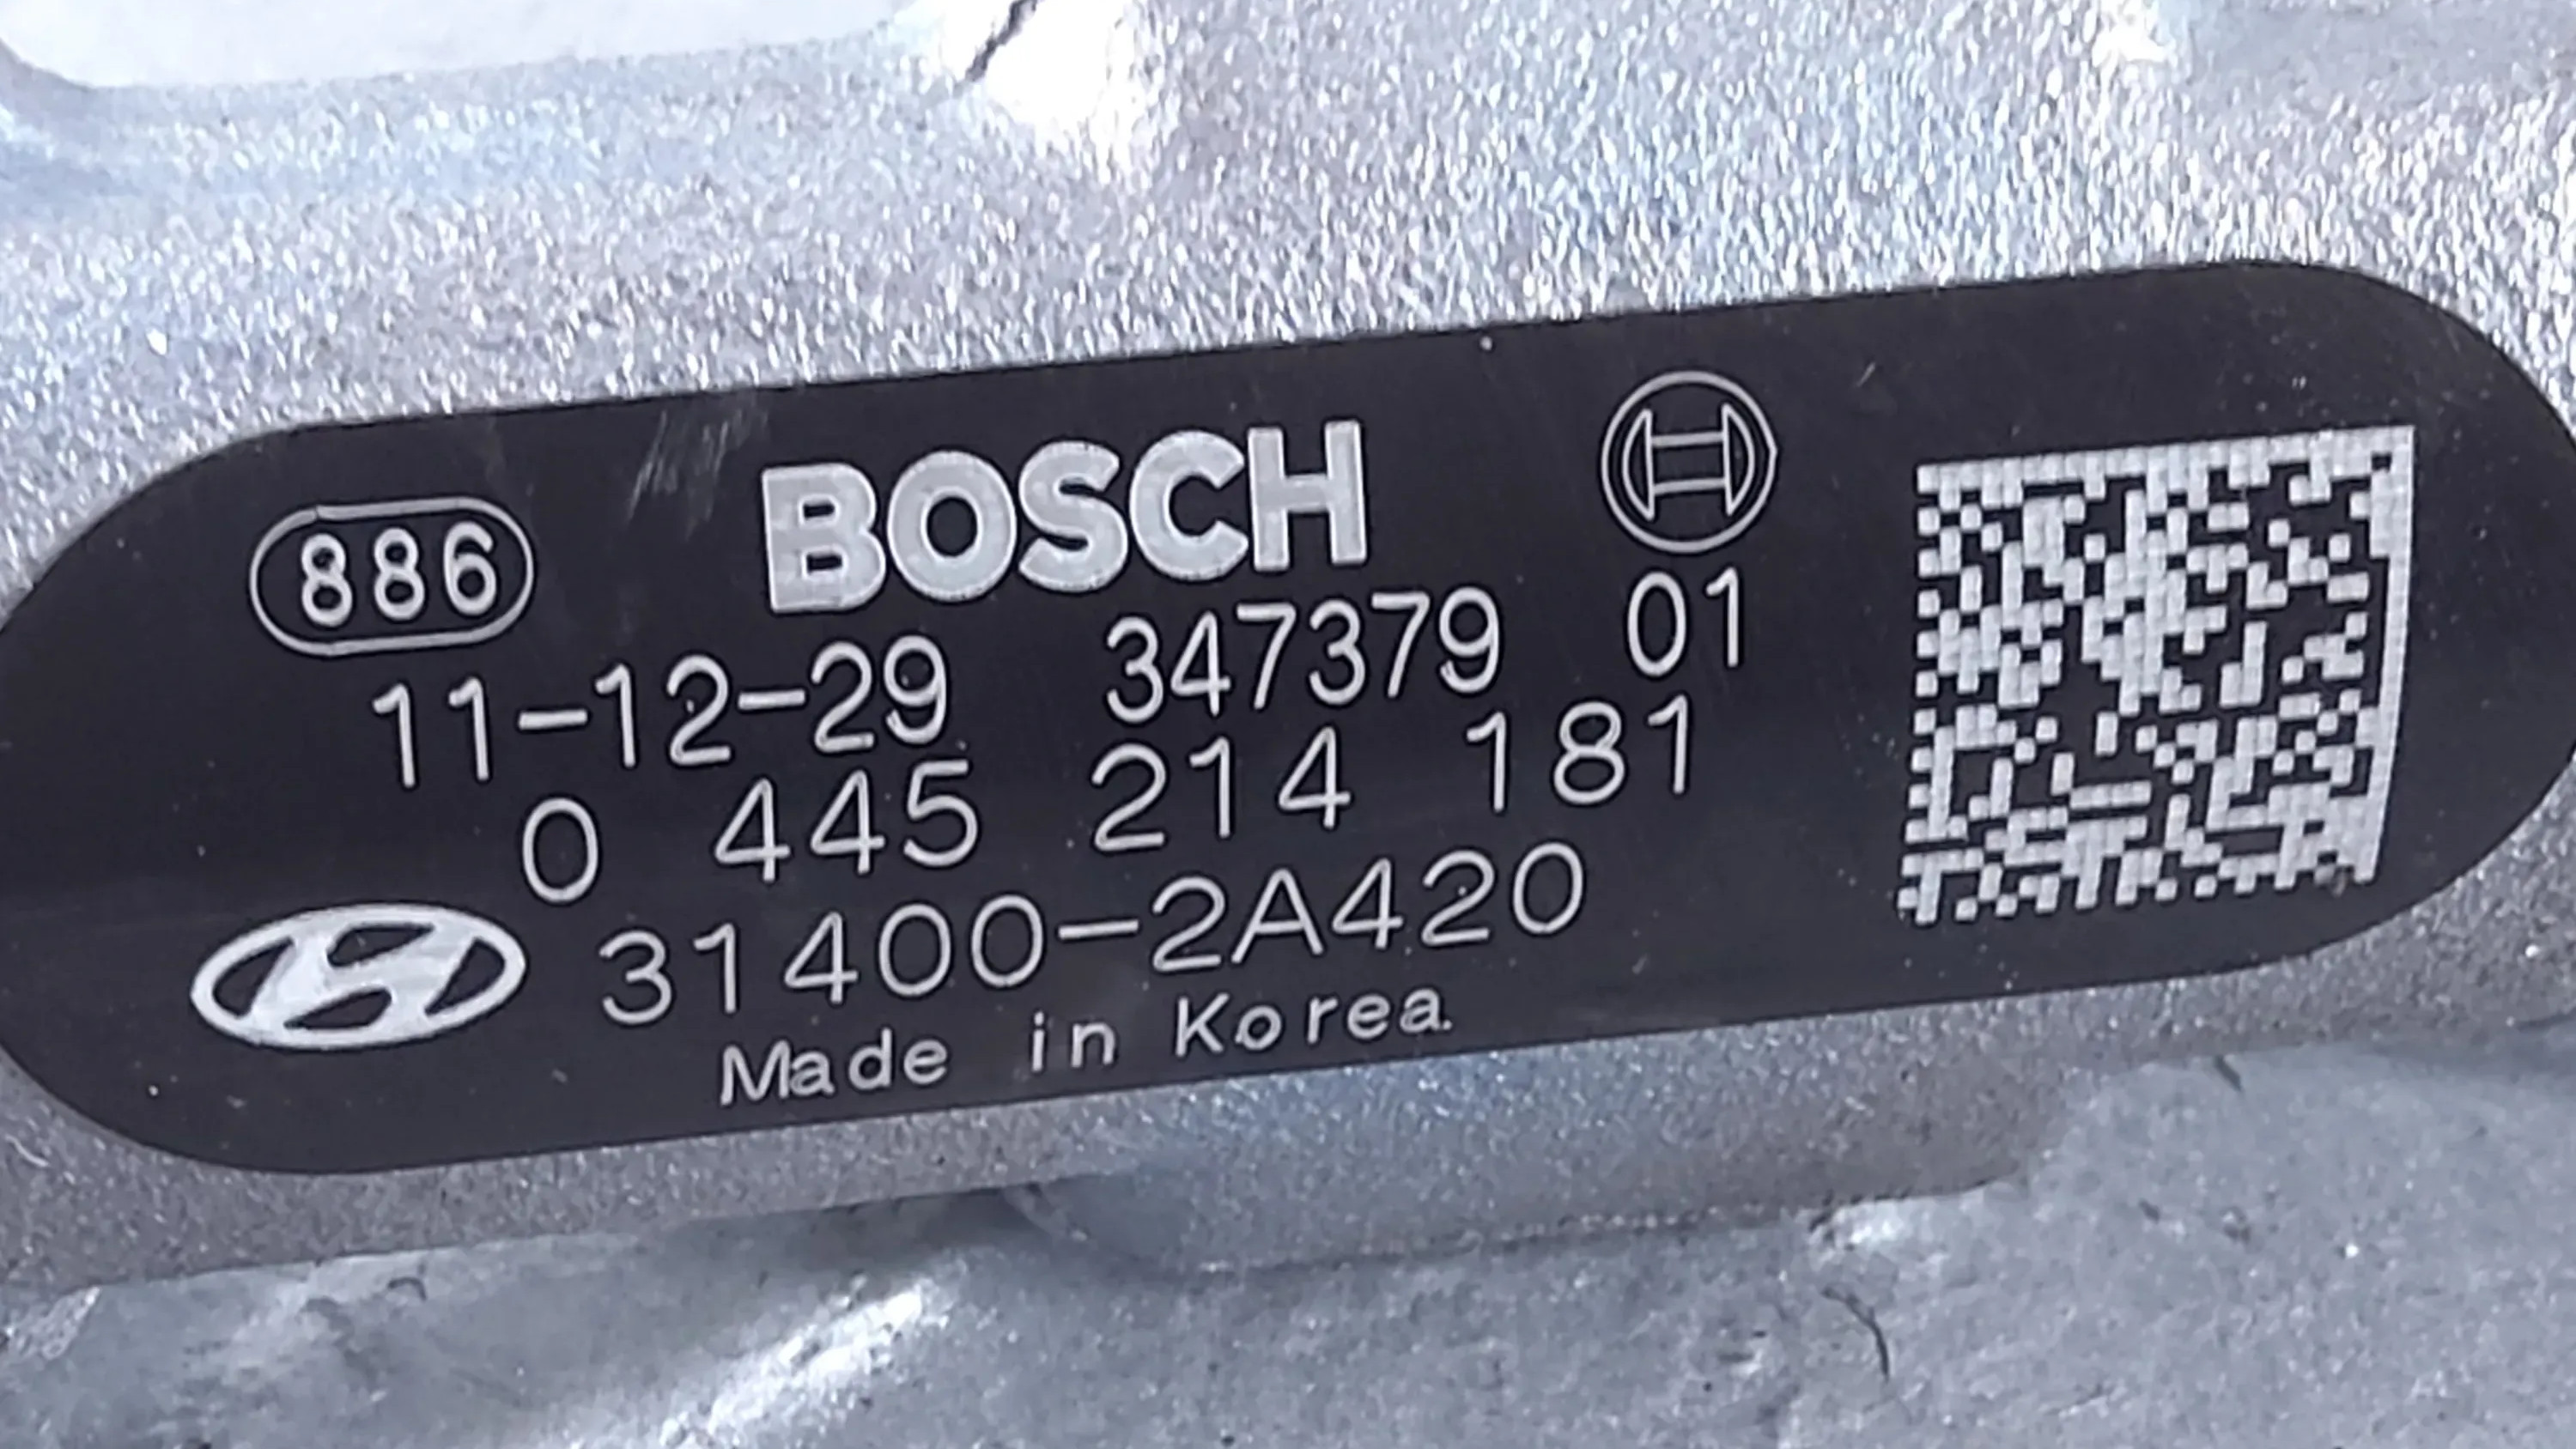 886 BOSCH
11-12-29 347379 01
0 445 214 181
31400-2A420
Made in Korea